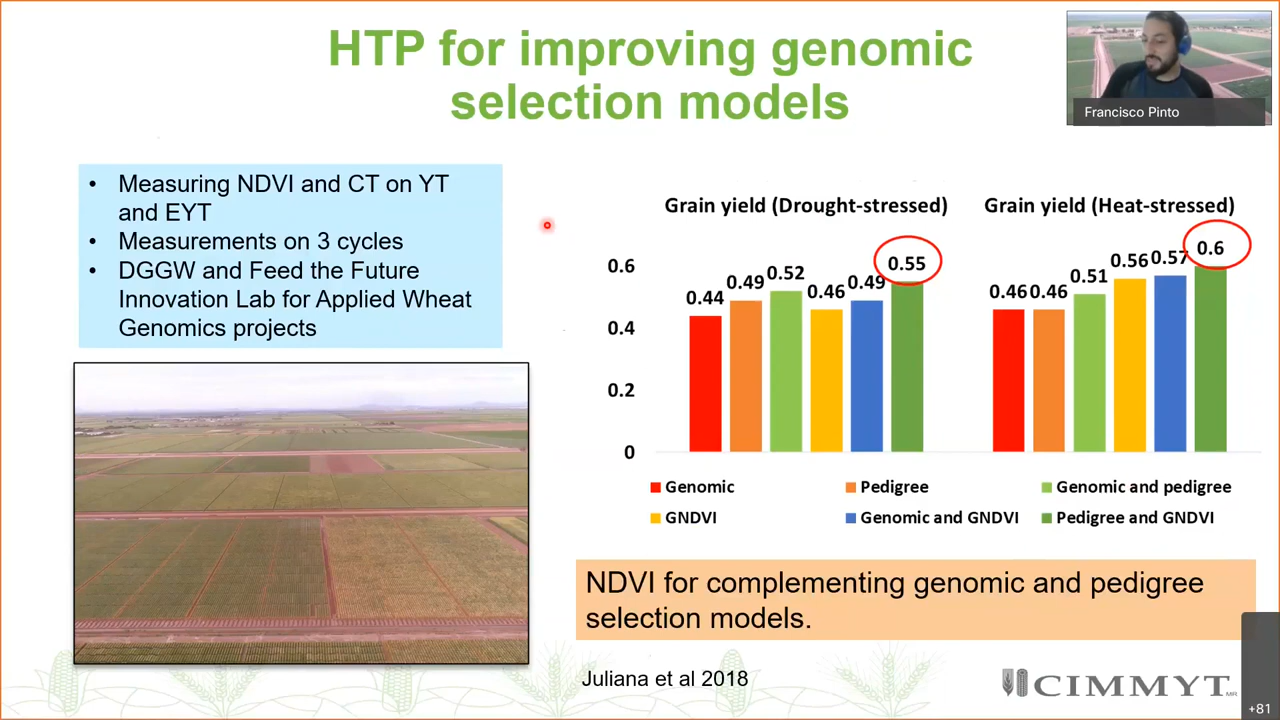 HTP for improving genomic
selection models
Francisco Pinto
• Measuring NDVI and CT on YT
and EYT
• Measurements on 3 cycles
• DGGW and Feed the Future
Innovation Lab for Applied Wheat
Genomics projects
Grain yield (Drought-stressed)
0.6
0.4
0.2
0
0.44
0.49
0.52
0.46
0.49
0.55
Grain yield (Heat-stressed)
0.46
0.46
0.51
0.56
0.57
0.6
Genomic
Pedigree
Genomic and pedigree
GNDVI
Genomic and GNDVI
Pedigree and GNDVI
NDVI for complementing genomic and pedigree
selection models.
Juliana et al 2018
CIMMYT MR
+81